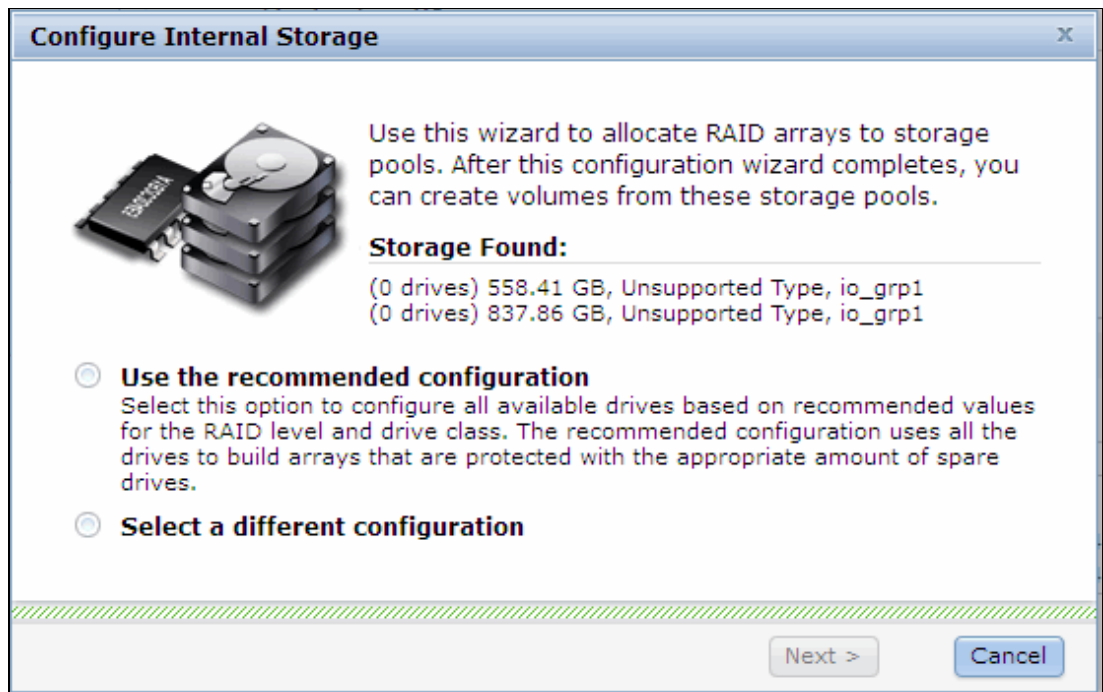 Configure Internal Storage
x
Use this wizard to allocate RAID arrays to storage
pools. After this configuration wizard completes, you
can create volumes from these storage pools.
Storage Found:
(0 drives) 558.41 GB, Unsupported Type, io_grp1
(0 drives) 837.86 GB, Unsupported Type, io_grp1
Use the recommended configuration
Select this option to configure all available drives based on recommended values
for the RAID level and drive class. The recommended configuration uses all the
drives to build arrays that are protected with the appropriate amount of spare
drives.
Select a different configuration
Next >
Cancel